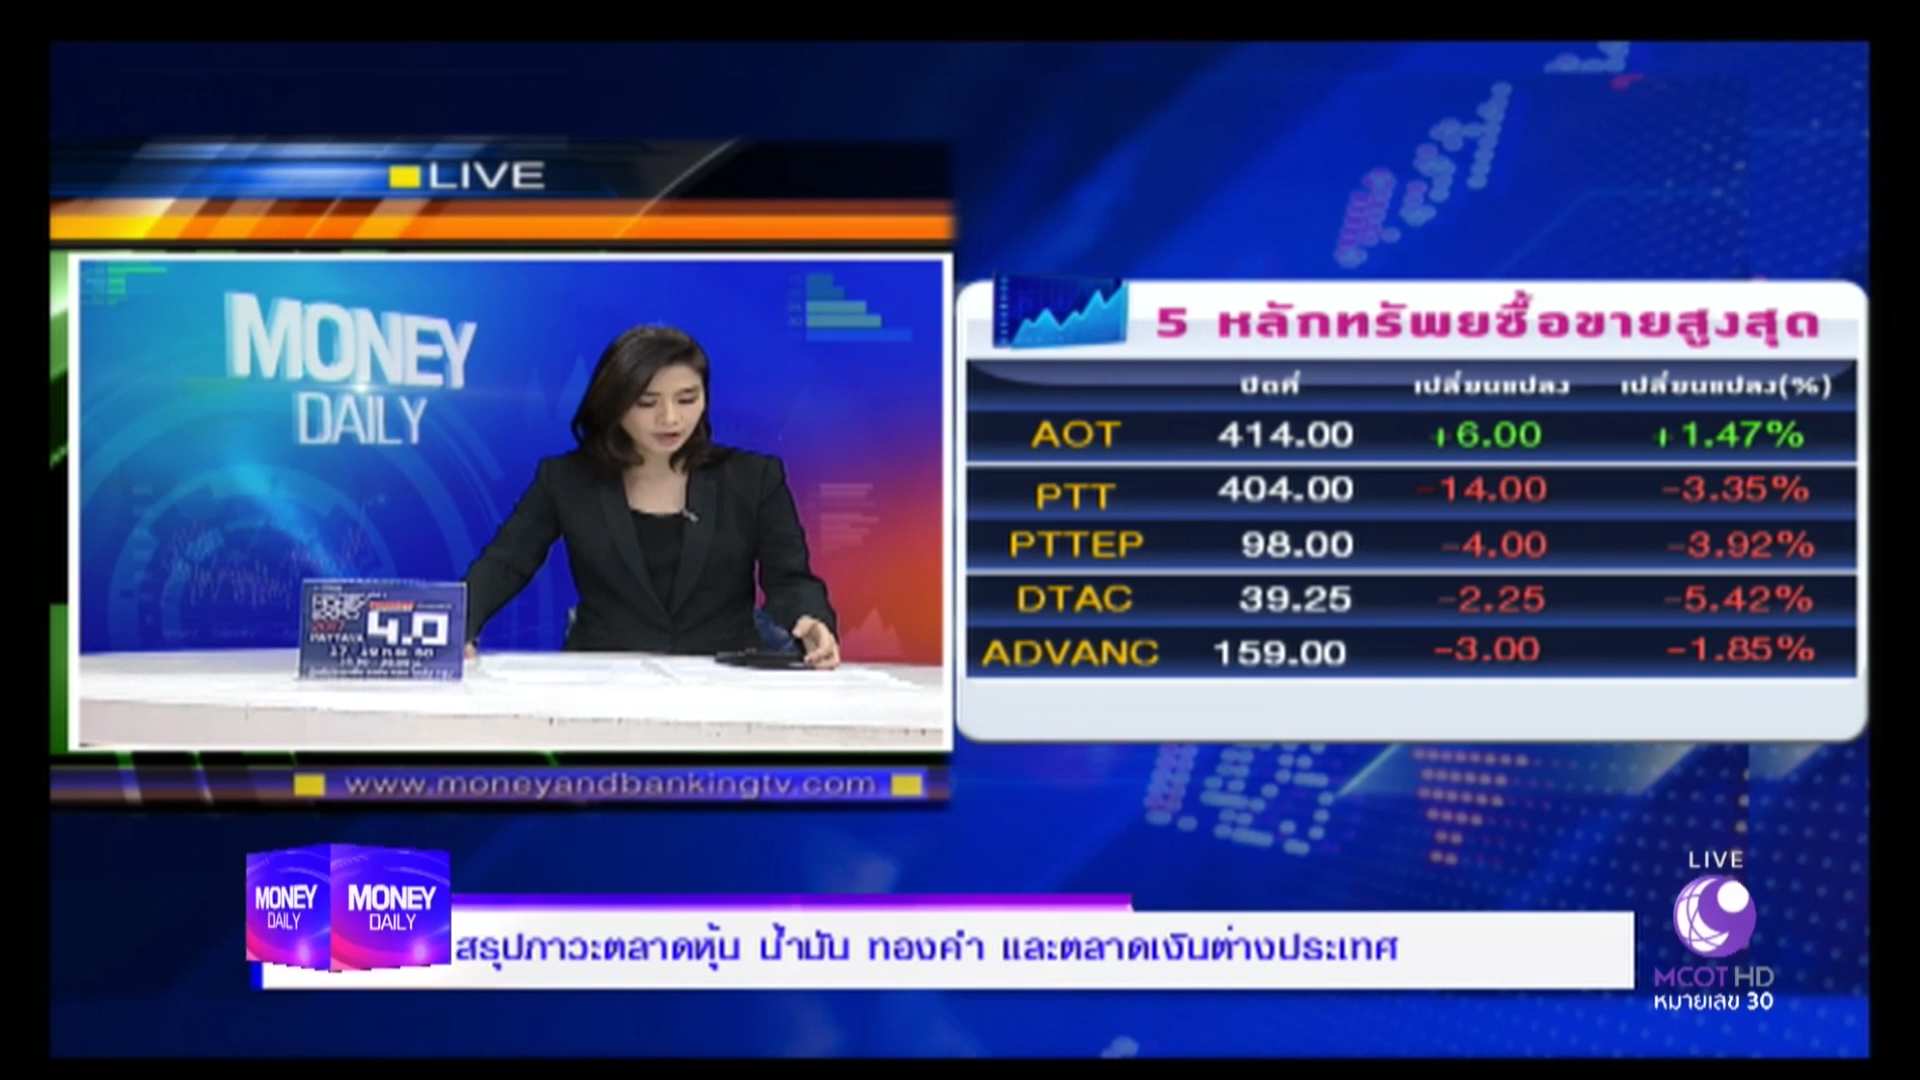 LIVE
MONEY
DAILY
PATTAYA 4.0
www.moneyandbankingtv.com
5 หลักทรัพย์ซื้อขายสูงสุด
ปิดที่ เปลี่ยนแปลง เปลี่ยนแปลง(%)
AOT 414.00 +6.00 +1.47%
PTT 404.00 -14.00 -3.35%
PTTEP 98.00 -4.00 -3.92%
DTAC 39.25 -2.25 -5.42%
ADVANC 159.00 -3.00 -1.85%
MONEY DAILY
MONEY DAILY
สรุปภาวะตลาดหุ้น น้ำมัน ทองคำ และตลาดเงินต่างประเทศ
LIVE
MCOT HD
หมายเลข 30